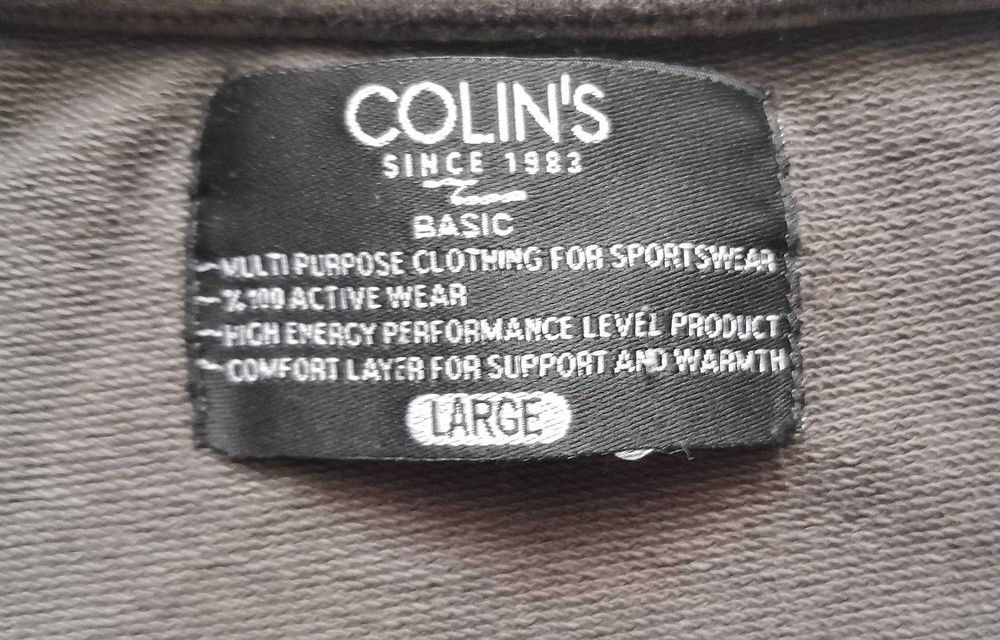 COLIN'S
SINCE 1983
BASIC
~MULTI PURPOSE CLOTHING FOR SPORTSWEAR
~%100 ACTIVE WEAR
~HIGH ENERGY PERFORMANCE LEVEL PRODUCT
~COMFORT LAYER FOR SUPPORT AND WARMTH
LARGE